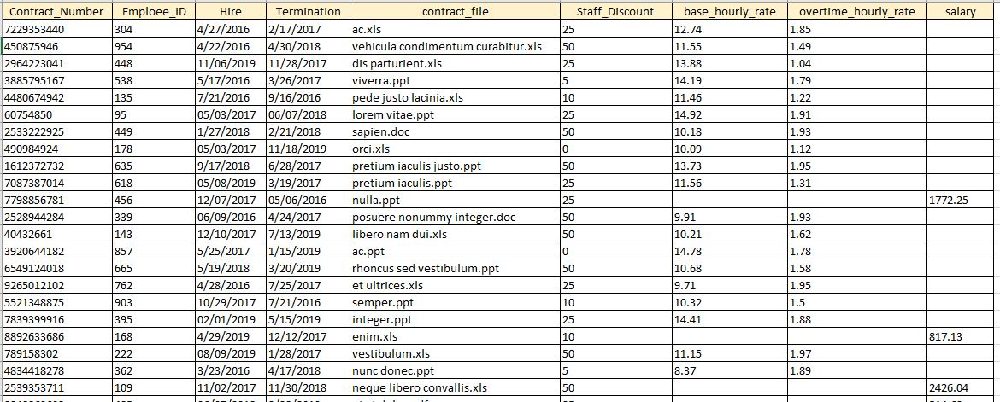 Contract_Number Emploee_ID Hire Termination contract_file Staff_Discount base_hourly_rate overtime_hourly_rate salary
7229353440 304 4/27/2016 2/17/2017 ac.xls 25 12.74 1.85
450875946 954 4/22/2016 4/30/2018 vehicula condimentum curabitur.xls 50 11.55 1.49
2964223041 448 11/06/2019 11/28/2017 dis parturient.xls 25 13.88 1.04
3885795167 538 5/17/2016 3/26/2017 viverra.ppt 5 14.19 1.79
4480674942 135 7/21/2016 9/16/2016 pede justo lacinia.xls 10 11.46 1.22
60754850 95 05/03/2017 06/07/2018 lorem vitae.ppt 25 14.92 1.91
2533222925 449 1/27/2018 2/21/2018 sapien.doc 50 10.18 1.93
490984924 178 05/03/2017 11/18/2019 orci.xls 0 10.09 1.12
1612372732 635 9/17/2018 6/28/2017 pretium iaculis justo.ppt 50 13.73 1.95
7087387014 618 05/08/2019 3/19/2017 pretium iaculis.ppt 25 11.56 1.31
7798856781 456 12/07/2017 05/06/2016 nulla.ppt 25 1772.25
2528944284 339 06/09/2016 4/24/2017 posuere nonummy integer.doc 50 9.91 1.93
40432661 143 12/10/2017 7/13/2019 libero nam dui.xls 50 10.21 1.62
3920644182 857 5/25/2017 1/15/2019 ac.ppt 0 14.78 1.78
6549124018 665 5/19/2018 3/20/2019 rhoncus sed vestibulum.ppt 50 10.68 1.58
9265012102 762 4/28/2016 7/25/2017 et ultrices.xls 25 9.71 1.95
5521348875 903 10/29/2017 7/21/2016 semper.ppt 10 10.32 1.5
7839399916 395 02/01/2019 5/15/2019 integer.ppt 25 14.41 1.88
8892633686 168 4/29/2019 12/12/2017 enim.xls 10 817.13
789158302 222 08/09/2019 1/28/2017 vestibulum.xls 50 11.15 1.97
4834418278 362 3/23/2016 4/17/2018 nunc donec.ppt 5 8.37 1.89
2539353711 109 11/02/2017 11/30/2018 neque libero convallis.xls 50 2426.04